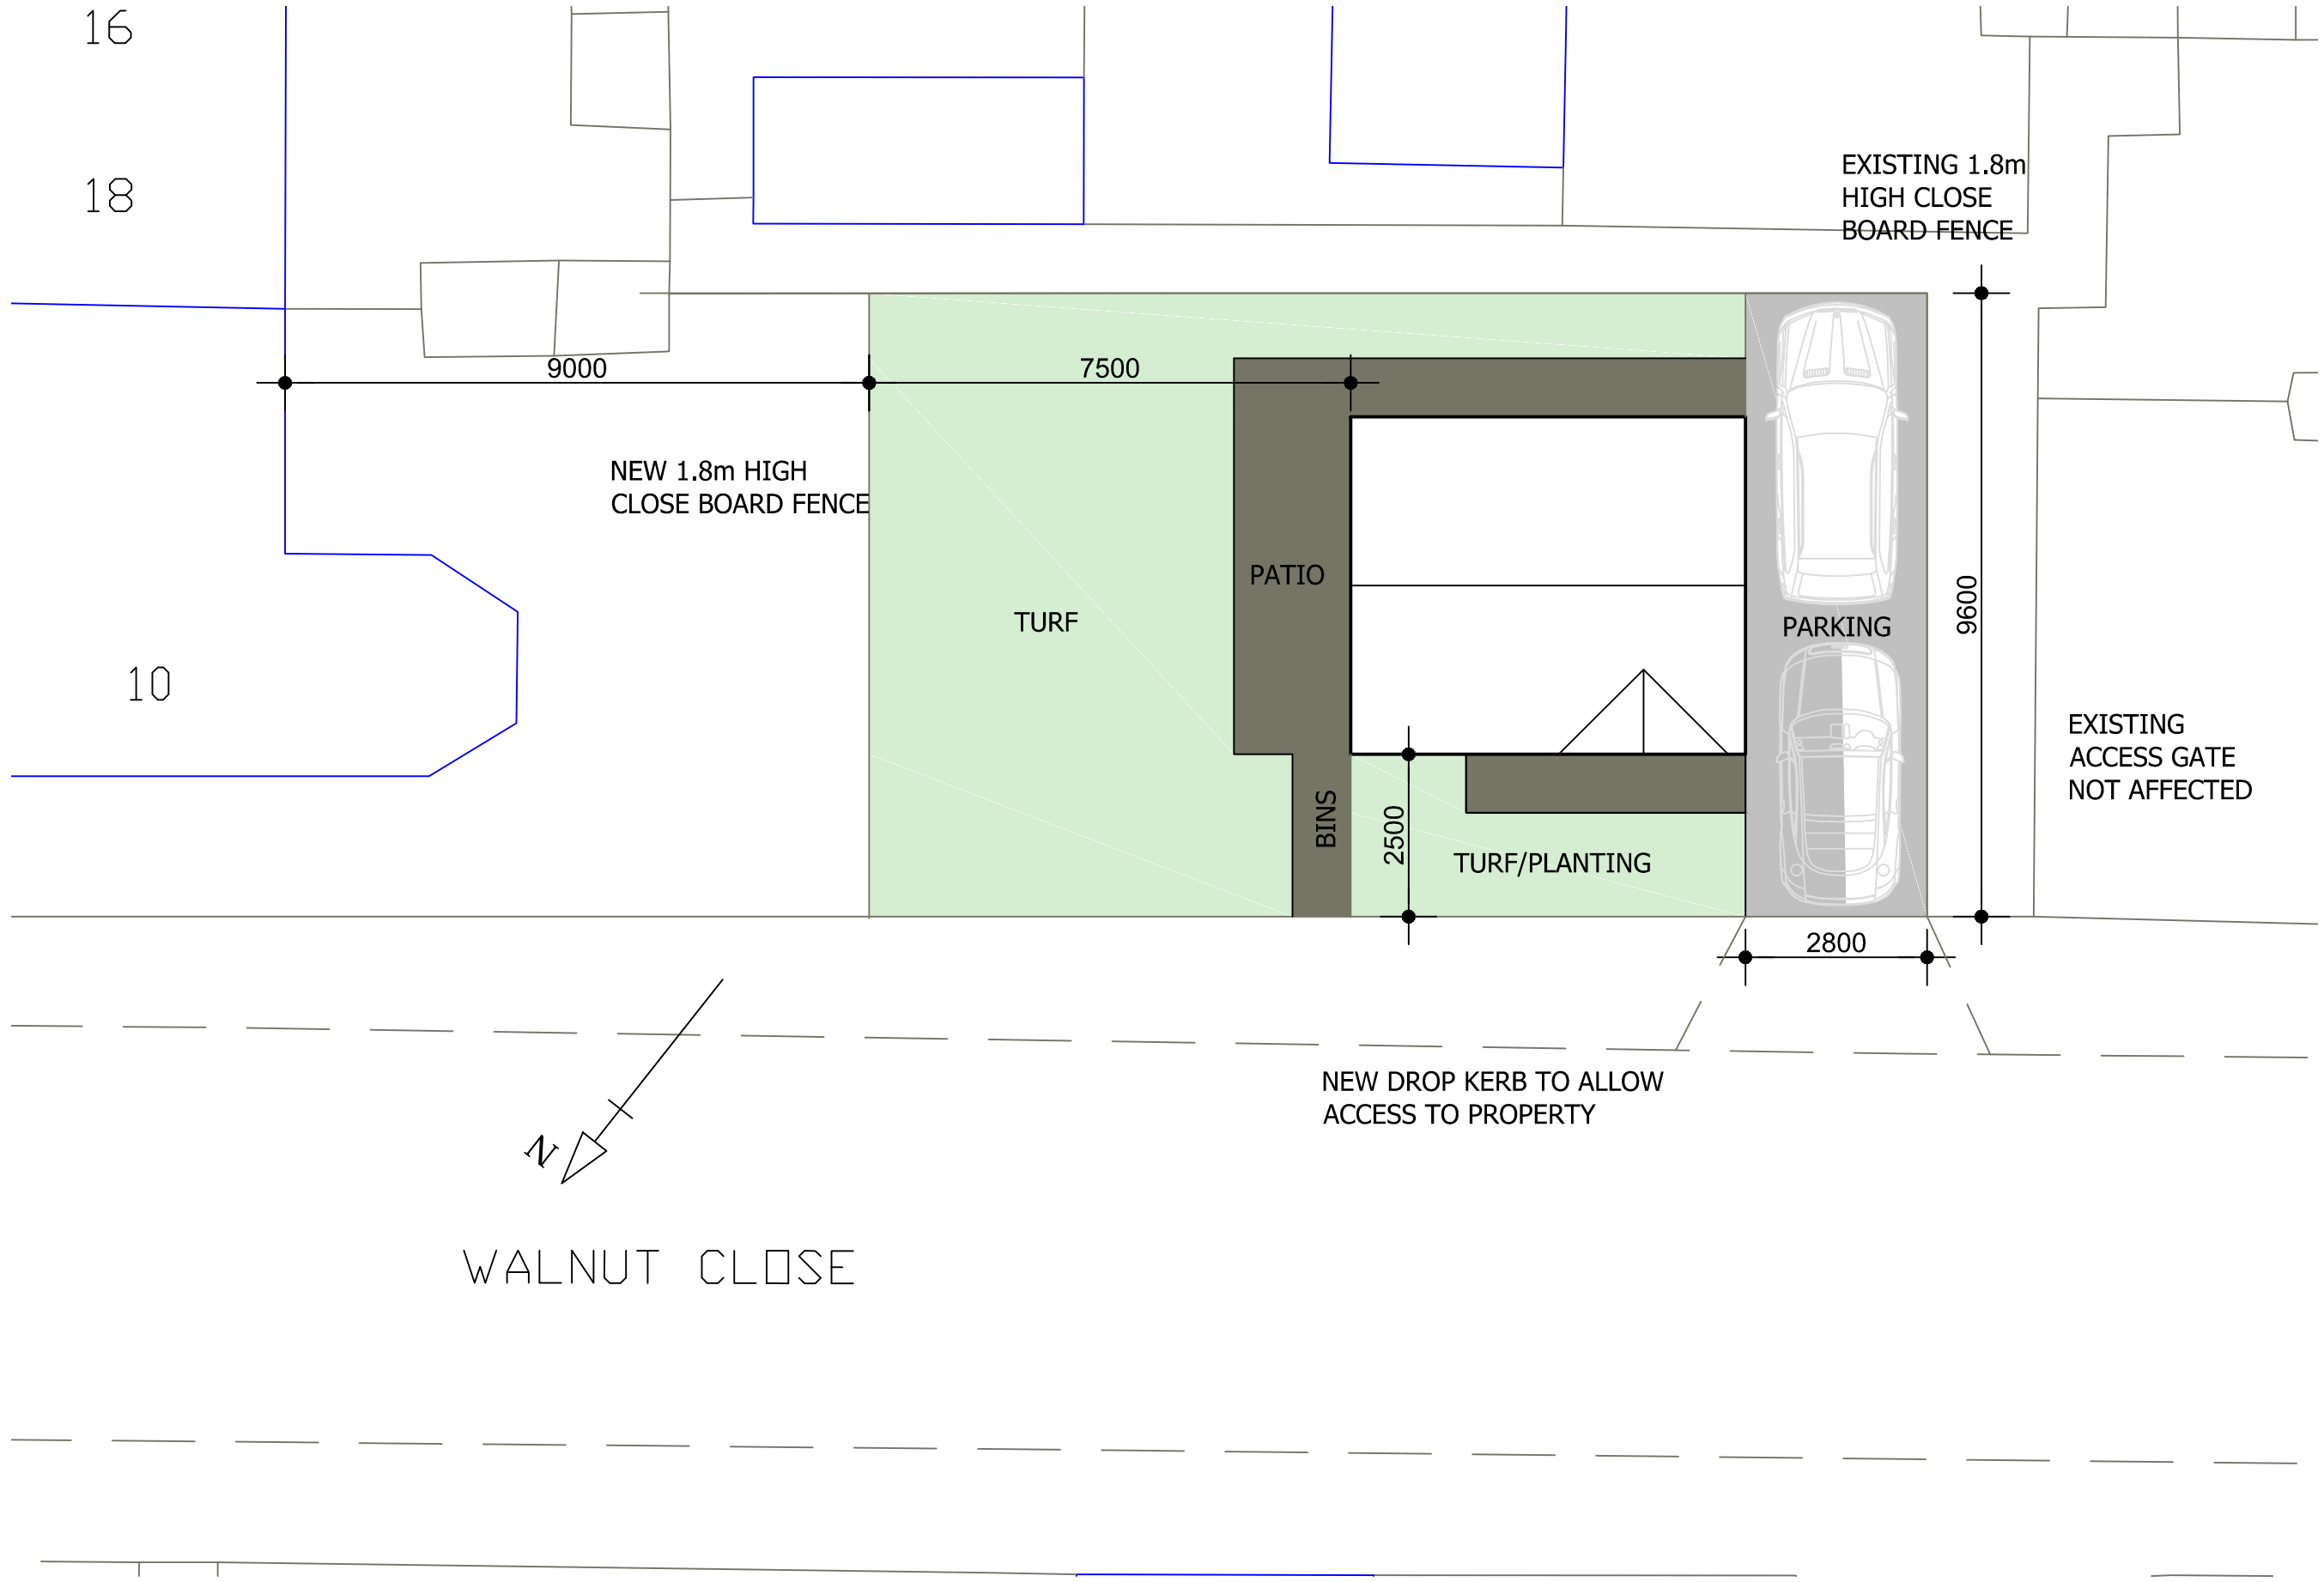 16
18
EXISTING 1.8m
HIGH CLOSE
BOARD FENCE
9000
7500
NEW 1.8m HIGH
CLOSE BOARD FENCE
PATIO
TURF
PARKING
9600
10
EXISTING
ACCESS GATE
NOT AFFECTED
BINS
2500
TURF/PLANTING
2800
NEW DROP KERB TO ALLOW
ACCESS TO PROPERTY
N
WALNUT CLOSE